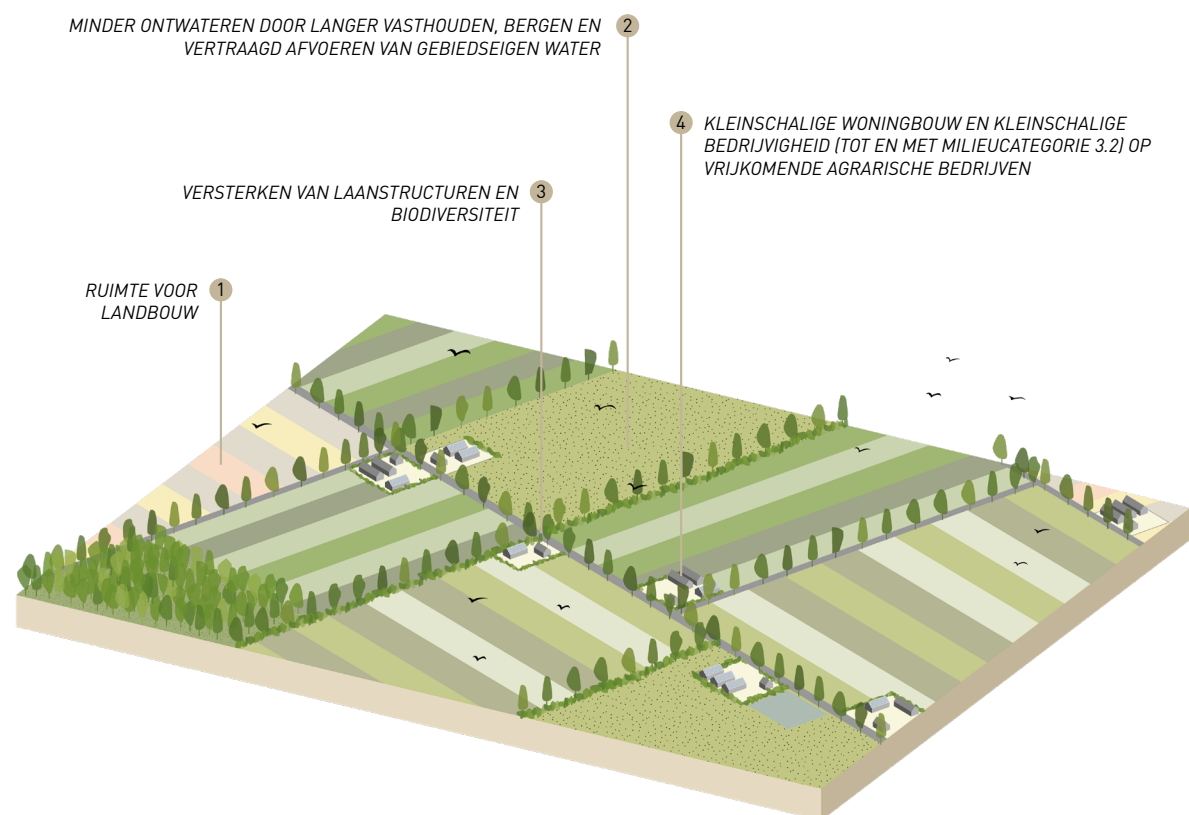 MINDER ONTWATEREN DOOR LANGER VASTHOUDEN, BERGEN EN
VERTRAAGD AFVOEREN VAN GEBIEDSEIGEN WATER
2
4
KLEINSCHALIGE WONINGBOUW EN KLEINSCHALIGE
BEDRIJVIGHEID (TOT EN MET MILIEUCATEGORIE 3.2) OP
VRIJKOMENDE AGRARISCHE BEDRIJVEN
VERSTERKEN VAN LAANSTRUCTUREN EN
BIODIVERSITEIT
3
RUIMTE VOOR
LANDBOUW
1